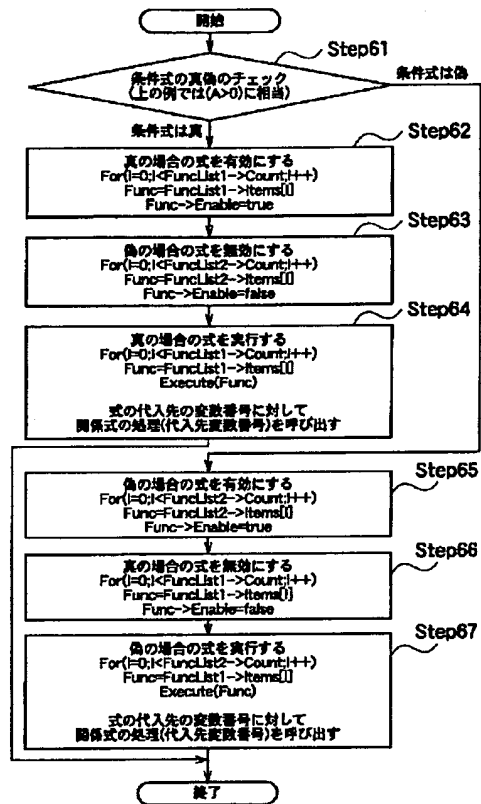 開始
Step61
条件式の真偽のチェック
(上の例では(A>0)に相当)
条件式は偽
条件式は真
Step62
真の場合の式を有効にする
For(I=0;I<FuncList1->Count;I++)
Func=FuncList1->Items[I]
Func->Enable=true
Step63
偽の場合の式を無効にする
For(I=0;I<FuncList2->Count;I++)
Func=FuncList2->Items[I]
Func->Enable=false
Step64
真の場合の式を実行する
For(I=0;I<FuncList1->Count;I++)
Func=FuncList1->Items[I]
Execute(Func)
式の代入先の変数番号に対して
関係式の処理(代入先変数番号)を呼び出す
Step65
偽の場合の式を有効にする
For(I=0;I<FuncList2->Count;I++)
Func=FuncList2->Items[I]
Func->Enable=true
Step66
真の場合の式を無効にする
For(I=0;I<FuncList1->Count;I++)
Func=FuncList1->Items[I]
Func->Enable=false
Step67
偽の場合の式を実行する
For(I=0;I<FuncList2->Count;I++)
Func=FuncList1->Items[I]
Execute(Func)
式の代入先の変数番号に対して
関係式の処理(代入先変数番号)を呼び出す
終了